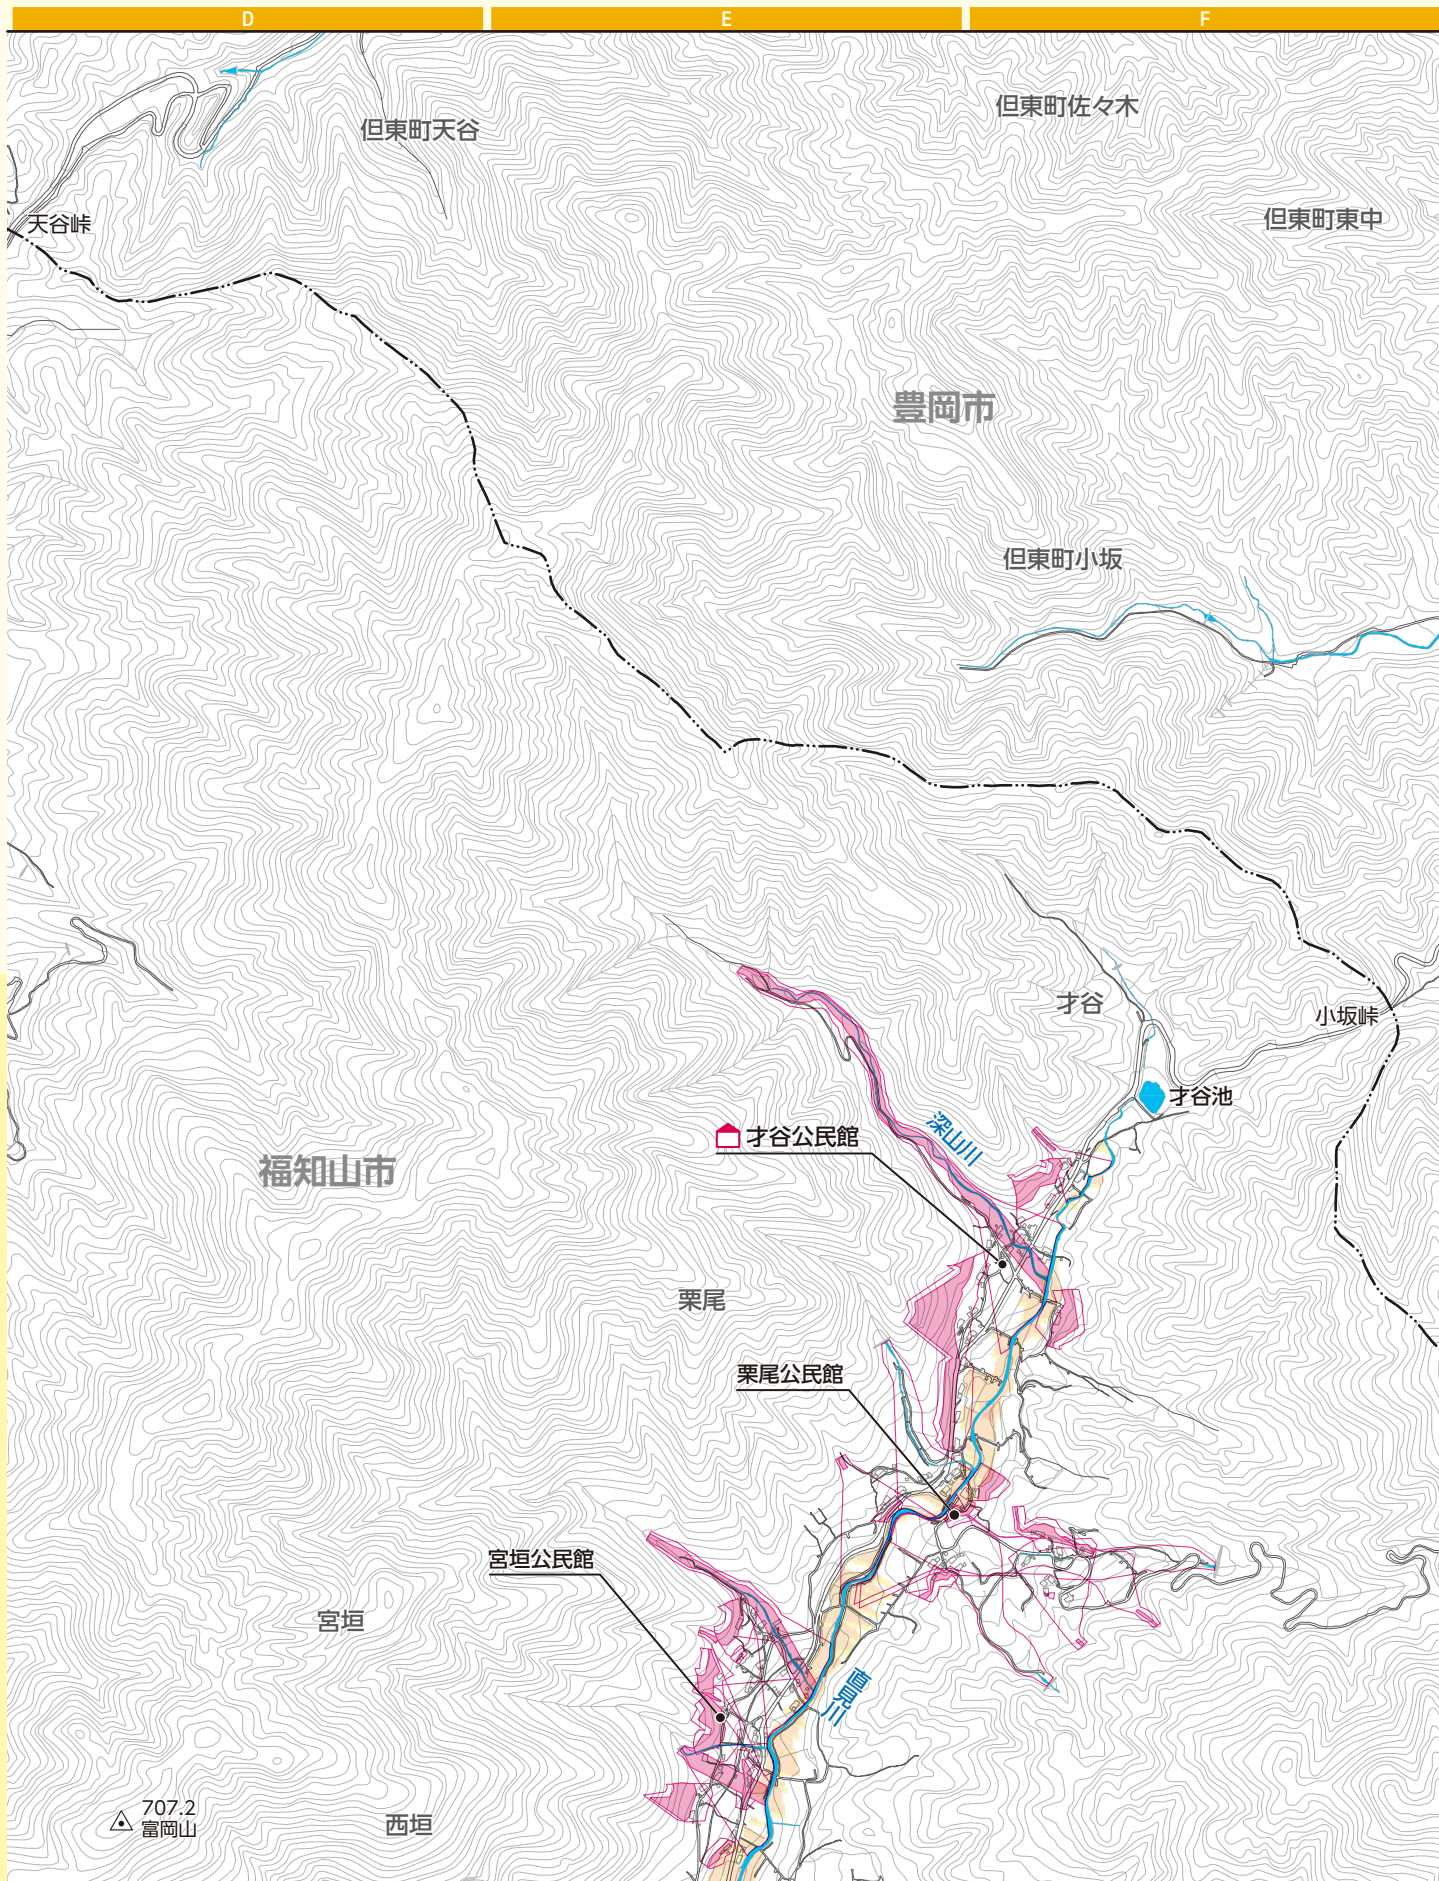 D
E
F
但東町天谷
但東町佐々木
天谷峠
但東町東中
豊岡市
但東町小坂
才谷
小坂峠
才谷池
深山川
才谷公民館
福知山市
栗尾
栗尾公民館
宮垣公民館
宮垣
直見川
707.2
富岡山
西垣